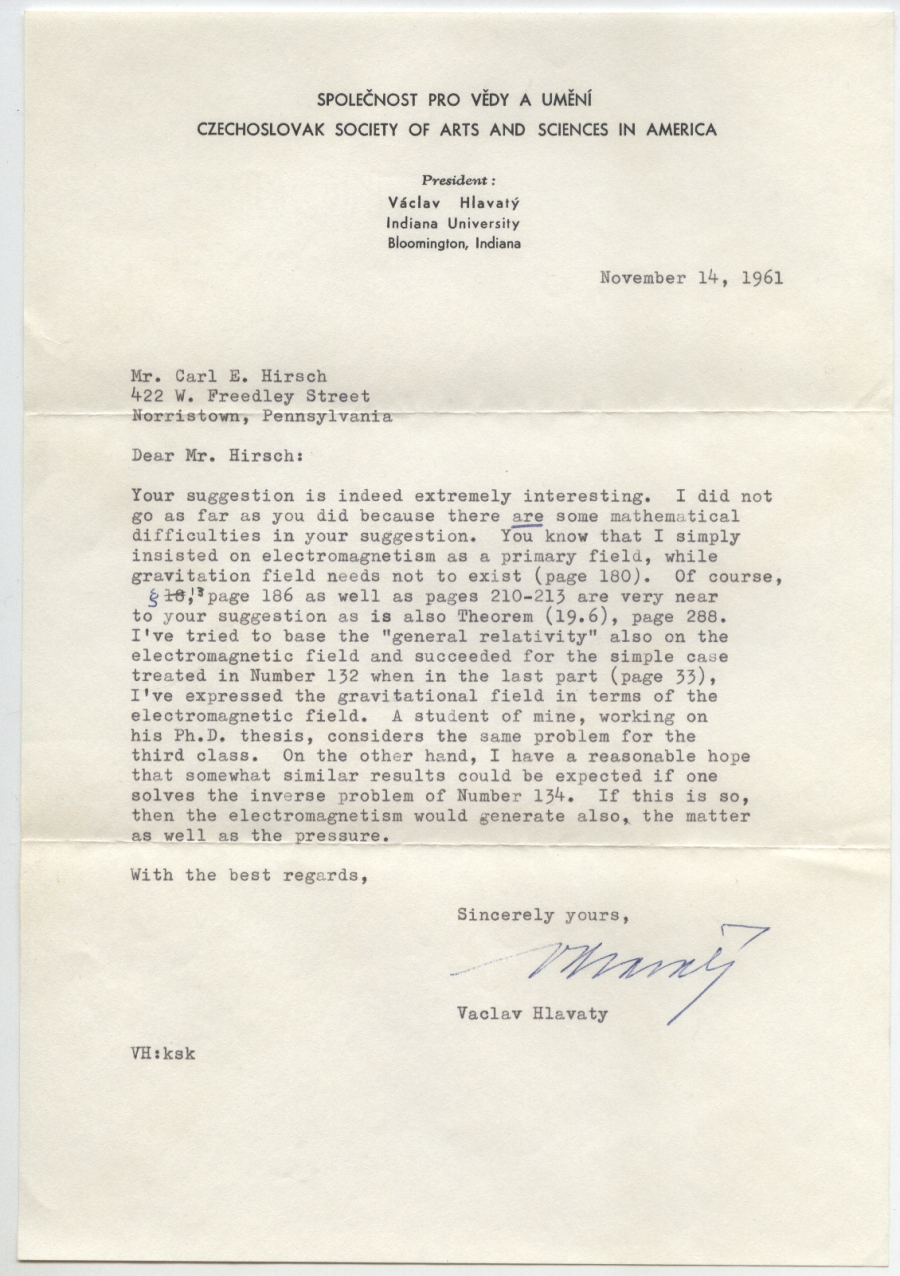 SPOLEČNOST PRO VĚDY A UMĚNÍ
CZECHOSLOVAK SOCIETY OF ARTS AND SCIENCES IN AMERICA
President :
Václav Hlavatý
Indiana University
Bloomington, Indiana
November 14, 1961
Mr. Carl E. Hirsch
422 W. Freedley Street
Norristown, Pennsylvania
Dear Mr. Hirsch:
Your suggestion is indeed extremely interesting. I did not
go as far as you did because there are some mathematical
difficulties in your suggestion. You know that I simply
insisted on electromagnetism as a primary field, while
gravitation field needs not to exist (page 180). Of course,
§ 18, page 186 as well as pages 210-213 are very near
to your suggestion as is also Theorem (19.6), page 288.
I've tried to base the "general relativity" also on the
electromagnetic field and succeeded for the simple case
treated in Number 132 when in the last part (page 33),
I've expressed the gravitational field in terms of the
electromagnetic field. A student of mine, working on
his Ph.D. thesis, considers the same problem for the
third class. On the other hand, I have a reasonable hope
that somewhat similar results could be expected if one
solves the inverse problem of Number 134. If this is so,
then the electromagnetism would generate also, the matter
as well as the pressure.
With the best regards,
Sincerely yours,
VHlavatý
Vaclav Hlavaty
VH:ksk